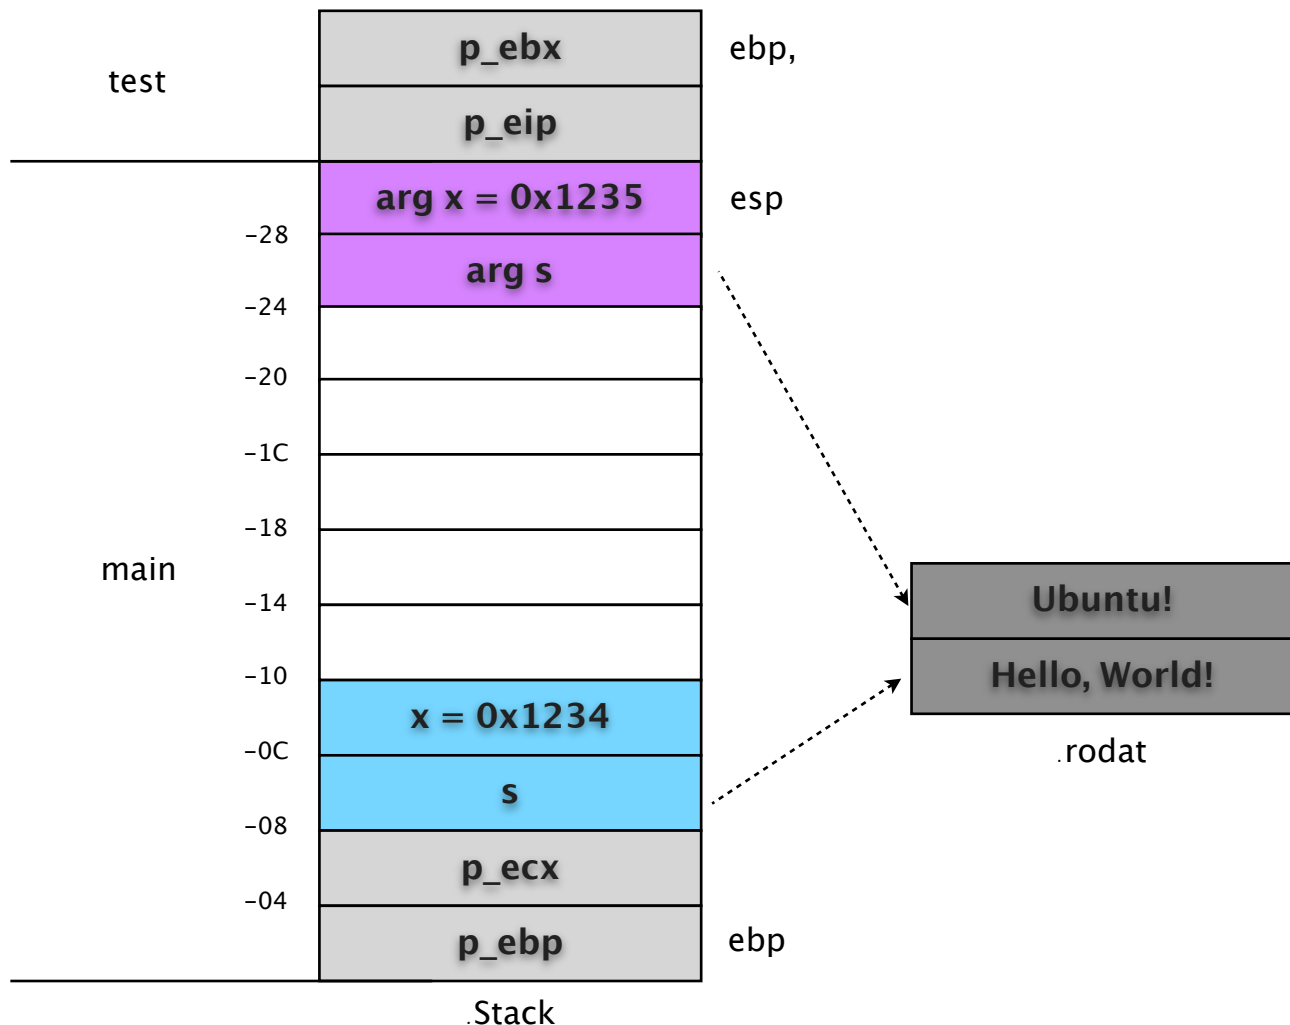 p_ebx
ebp,
test
p_eip
arg x = 0x1235
esp
-28
arg s
-24
-20
-1C
-18
main
-14
Ubuntu!
-10
Hello, World!
x = 0x1234
-0C
.rodat
s
-08
p_ecx
-04
p_ebp
ebp
.Stack